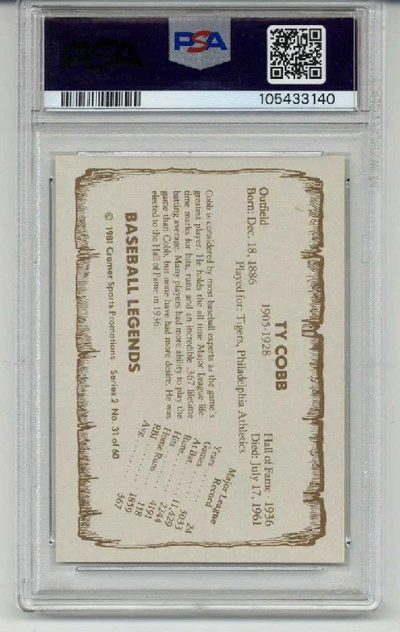 PSA
PSA
105433140
TY COBB
1905-1928
Outfield
Hall of Fame 1936
Born: Dec. 18, 1886
Died: July 17, 1961
Played for: Tigers, Philadelphia Athletics
Cobb is considered by most baseball experts as the game's
greatest player. He holds the all time Major League life
time marks for hits, runs and an incredible .367 lifetime
batting average. Many players had more ability to play the
game than Cobb, but none have had more desire. He was
elected to the Hall of Fame in 1936.
Major League
Record
Years 24
Games 3033
At Bat 11,429
Runs 2244
Hits 4191
Home Runs 118
RBI 1959
Ave. .367
BASEBALL LEGENDS
© 1981 Cramer Sports Promotions Series 2 No. 31 of 60